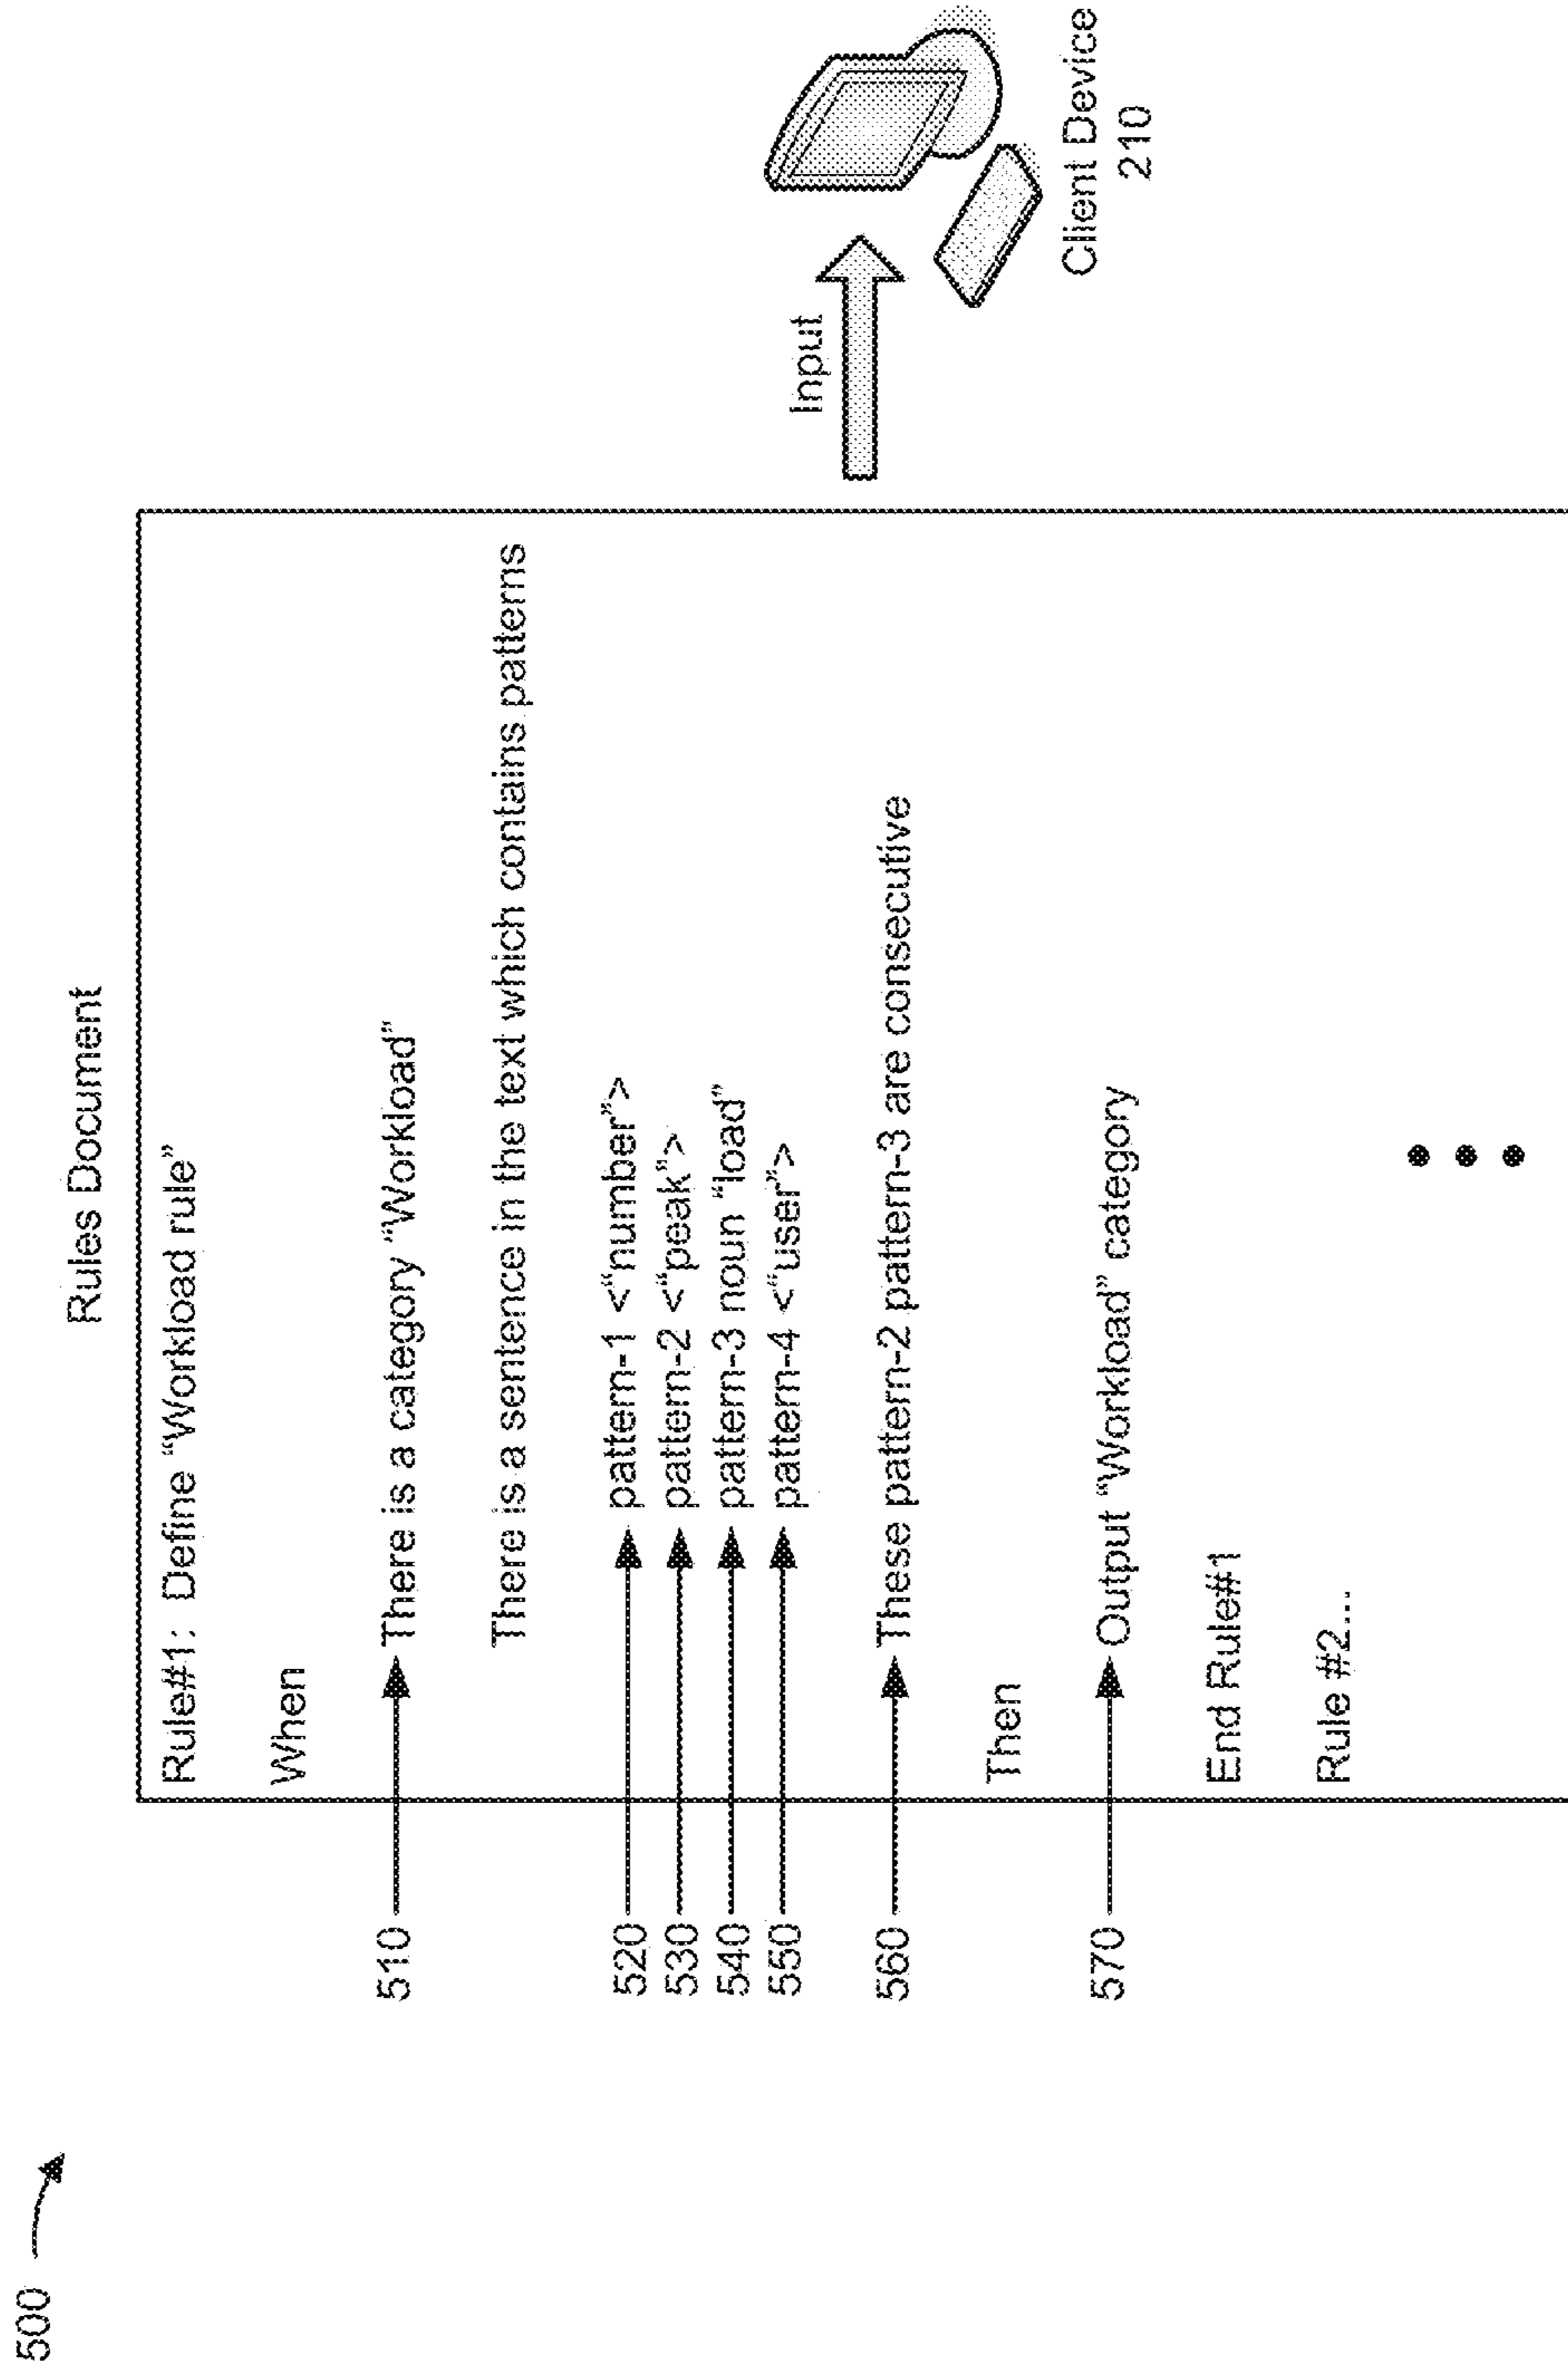 500
Rules Document
Rule#1: Define “Workload rule”
When
510
There is a category “Workload”
There is a sentence in the text which contains patterns
520
pattern-1 <“number”>
530
pattern-2 <“peak”>
540
pattern-3 noun “load”
550
pattern-4 <“user”>
560
These pattern-2 pattern-3 are consecutive
Then
570
Output “Workload” category
End Rule#1
Rule #2...
Input
Client Device
210